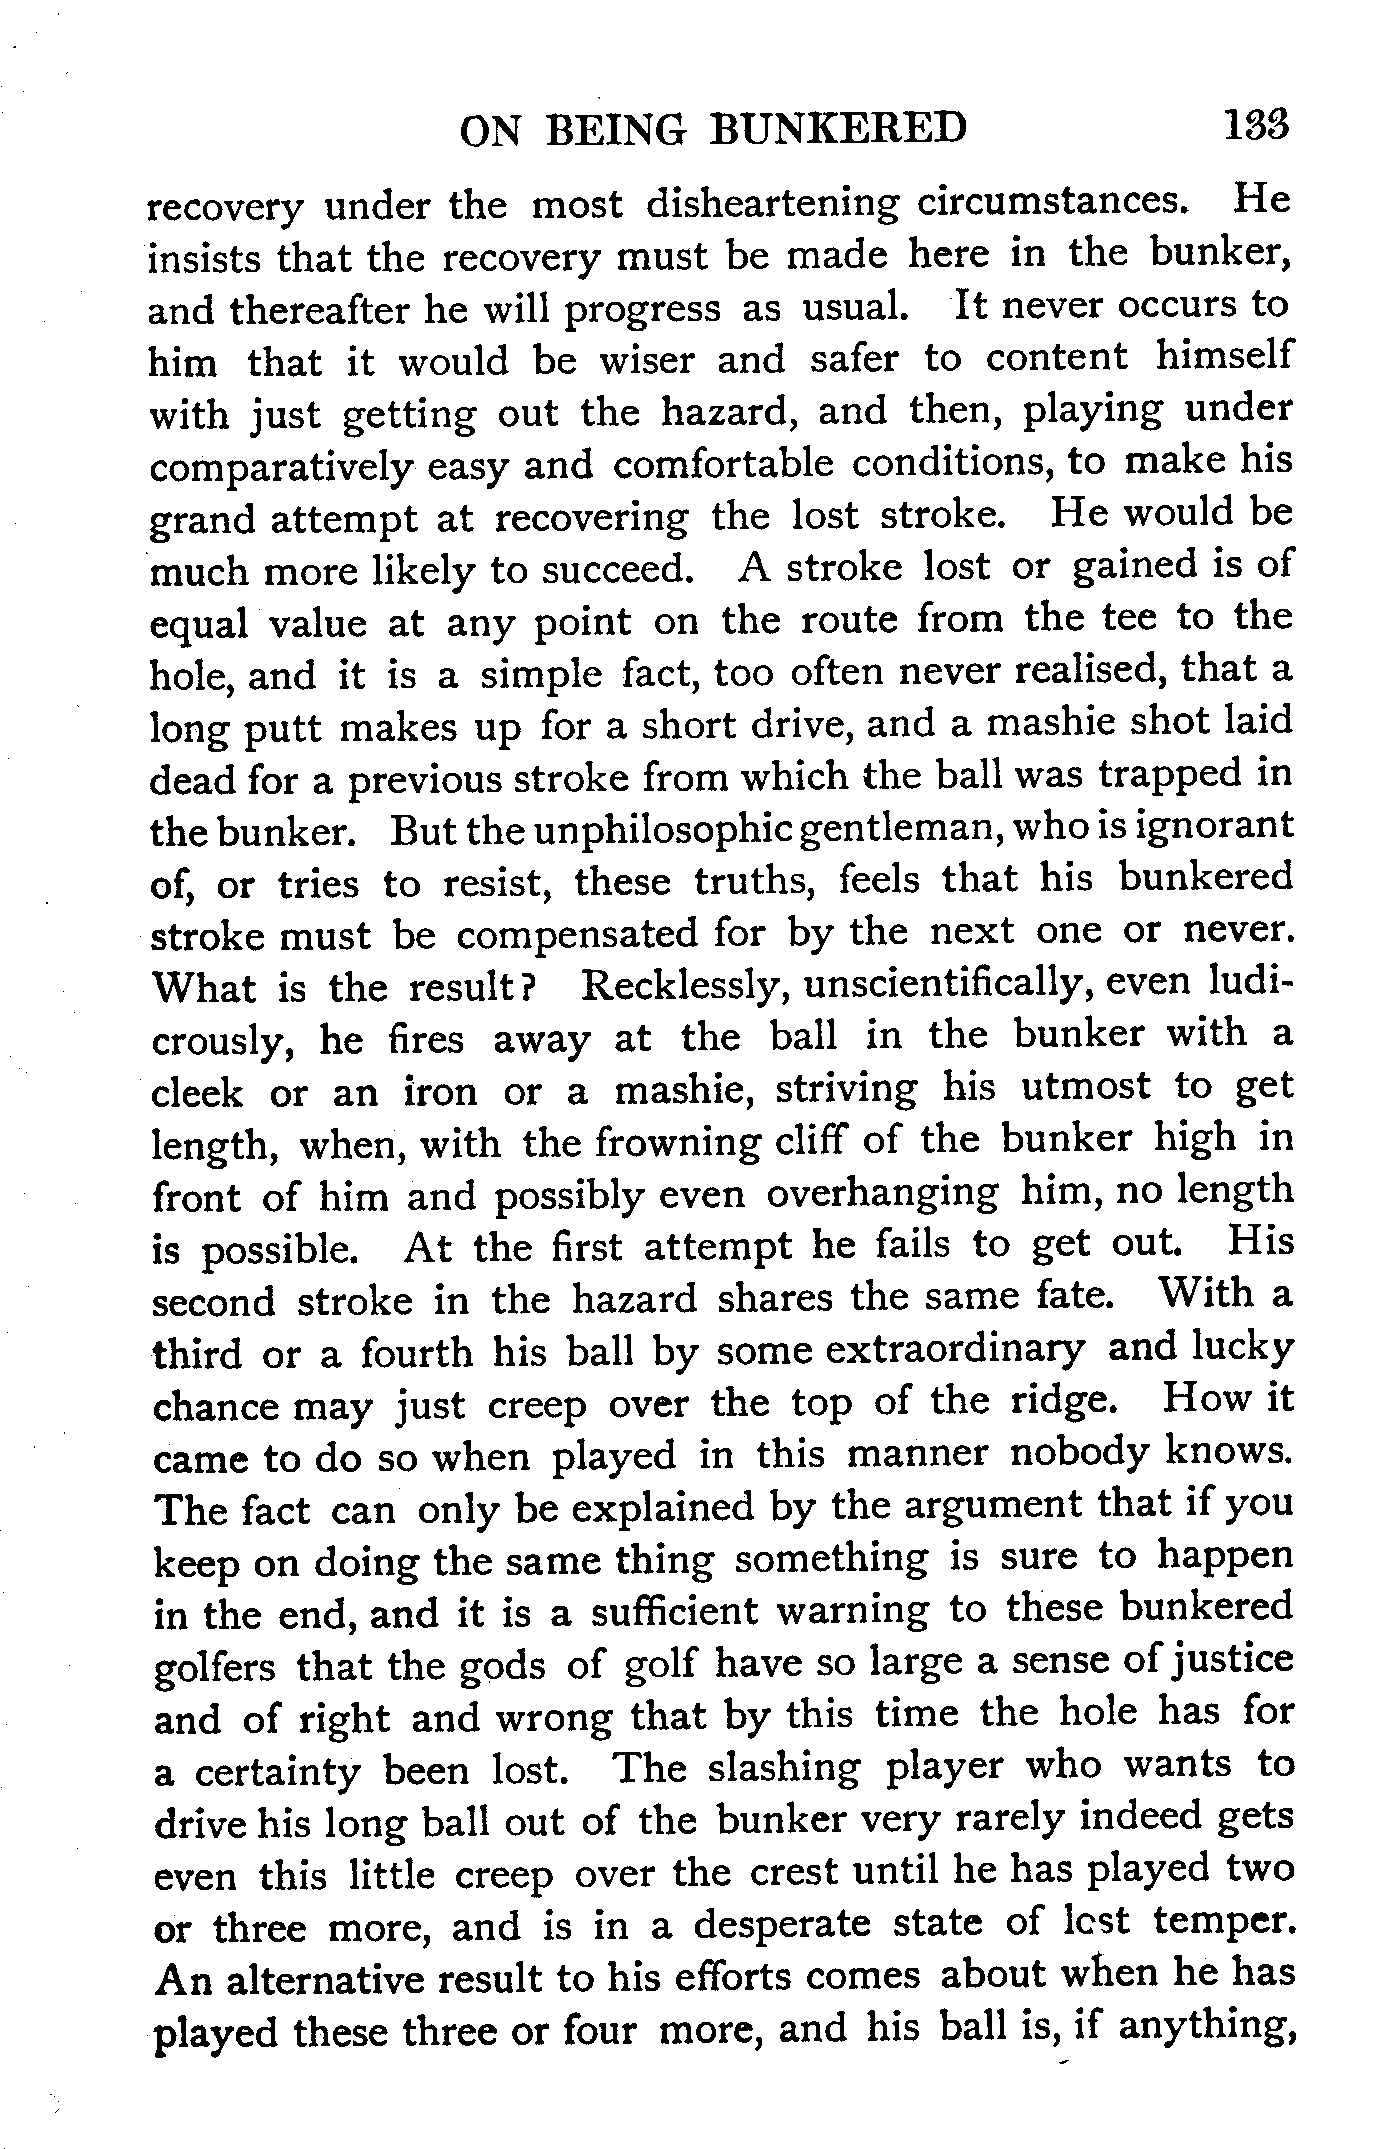 ON BEING BUNKERED 133
recovery under the most disheartening circumstances. He
insists that the recovery must be made here in the bunker,
and thereafter he will progress as usual. It never occurs to
him that it would be wiser and safer to content himself
with just getting out the hazard, and then, playing under
comparatively easy and comfortable conditions, to make his
grand attempt at recovering the lost stroke. He would be
much more likely to succeed. A stroke lost or gained is of
equal value at any point on the route from the tee to the
hole, and it is a simple fact, too often never realised, that a
long putt makes up for a short drive, and a mashie shot laid
dead for a previous stroke from which the ball was trapped in
the bunker. But the unphilosophic gentleman, who is ignorant
of, or tries to resist, these truths, feels that his bunkered
stroke must be compensated for by the next one or never.
What is the result? Recklessly, unscientifically, even ludi-
crously, he fires away at the ball in the bunker with a
cleek or an iron or a mashie, striving his utmost to get
length, when, with the frowning cliff of the bunker high in
front of him and possibly even overhanging him, no length
is possible. At the first attempt he fails to get out. His
second stroke in the hazard shares the same fate. With a
third or a fourth his ball by some extraordinary and lucky
chance may just creep over the top of the ridge. How it
came to do so when played in this manner nobody knows.
The fact can only be explained by the argument that if you
keep on doing the same thing something is sure to happen
in the end, and it is a sufficient warning to these bunkered
golfers that the gods of golf have so large a sense of justice
and of right and wrong that by this time the hole has for
a certainty been lost. The slashing player who wants to
drive his long ball out of the bunker very rarely indeed gets
even this little creep over the crest until he has played two
or three more, and is in a desperate state of lost temper.
An alternative result to his efforts comes about when he has
played these three or four more, and his ball is, if anything,